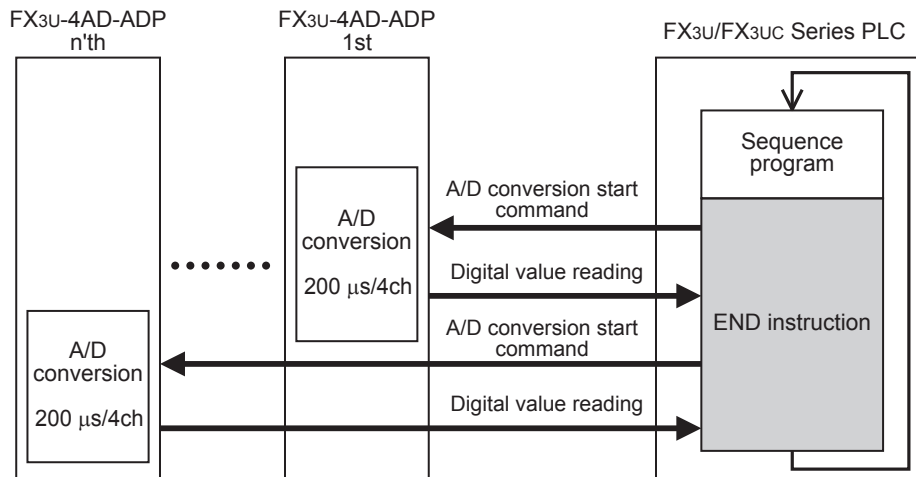 FX3U-4AD-ADP
n'th
FX3U-4AD-ADP
1st
FX3U/FX3UC Series PLC
Sequence
program
A/D conversion start
command
A/D
conversion
200 μs/4ch
Digital value reading
END instruction
A/D conversion start
command
A/D
conversion
200 μs/4ch
Digital value reading